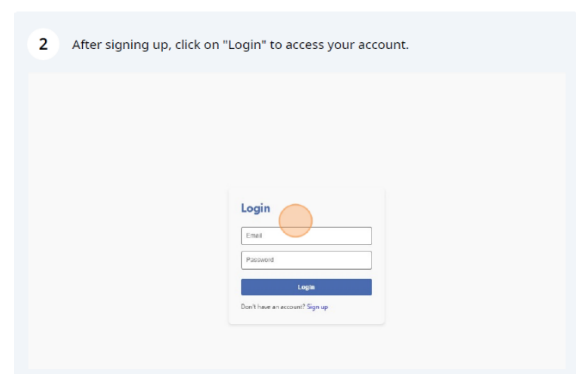 2
After signing up, click on "Login" to access your account.
Login
Email
Password
Login
Don't have an account? Sign up